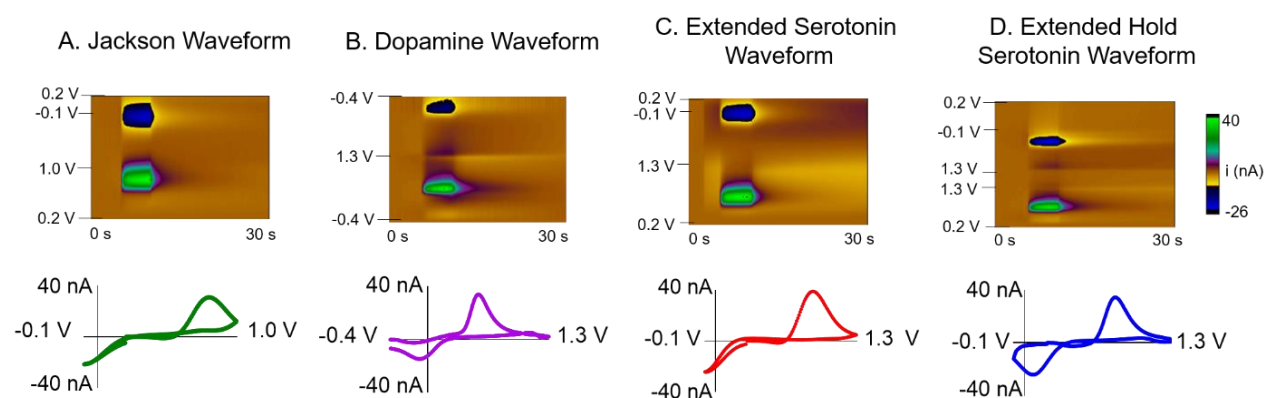 A. Jackson Waveform
B. Dopamine Waveform
C. Extended Serotonin
Waveform
D. Extended Hold
Serotonin Waveform
0.2 V
-0.1 V
1.0 V
0.2 V
0 s
30 s
-0.4 V
1.3 V
-0.4 V
0 s
30 s
0.2 V
-0.1 V
1.3 V
0.2 V
0 s
30 s
0.2 V
-0.1 V
1.3 V
1.3 V
0.2 V
0 s
30 s
40
i (nA)
-26
40 nA
-0.1 V
1.0 V
-40 nA
40 nA
-0.4 V
1.3 V
-40 nA
40 nA
-0.1 V
1.3 V
-40 nA
40 nA
-0.1 V
1.3 V
-40 nA